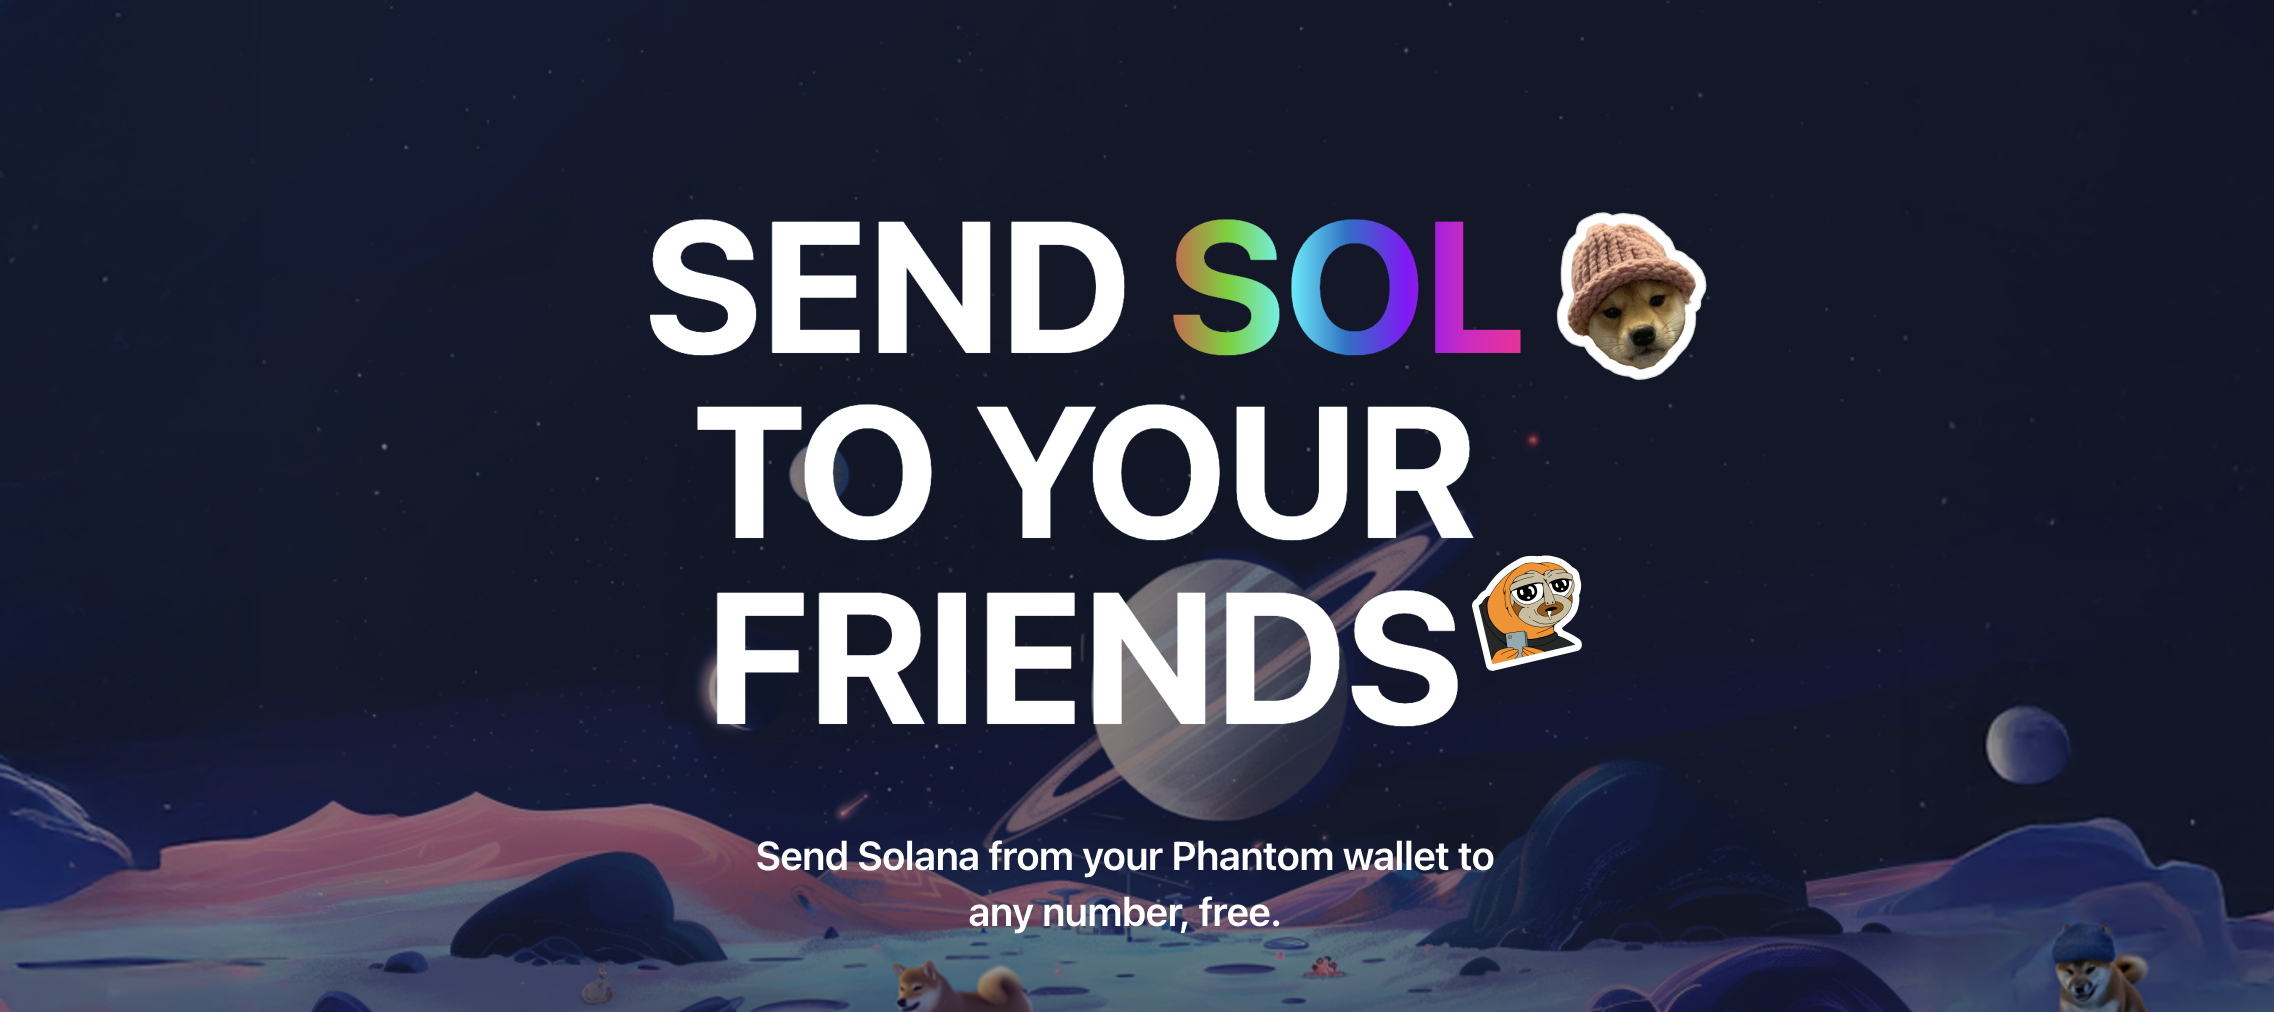 SEND SOL
TO YOUR
FRIENDS
Send Solana from your Phantom wallet to
any number, free.